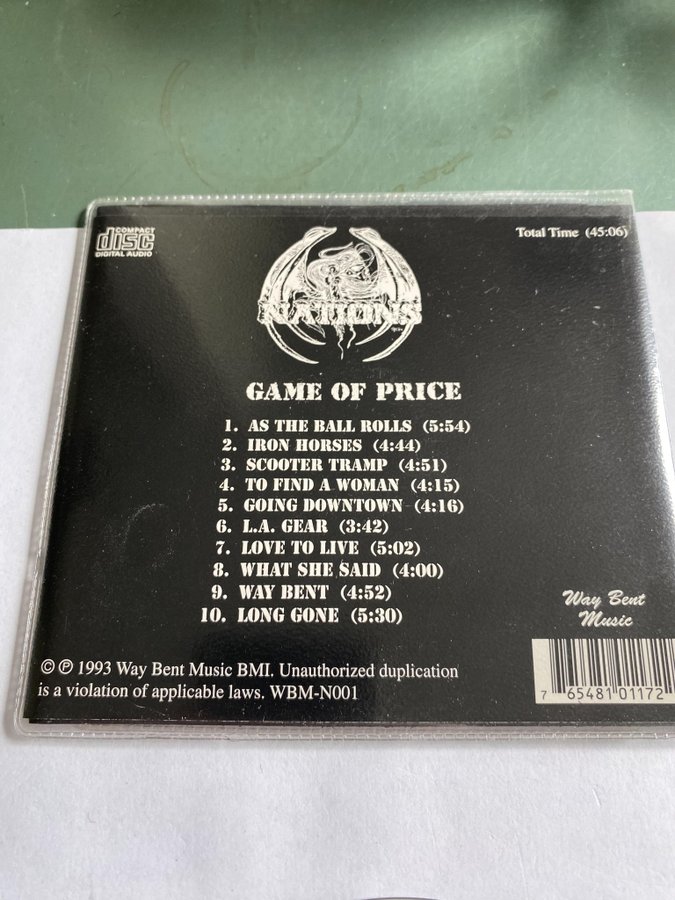 COMPACT
disc
DIGITAL AUDIO
Total Time (45:06)
NATIONS
GAME OF PRICE
1. AS THE BALL ROLLS (5:54)
2. IRON HORSES (4:44)
3. SCOOTER TRAMP (4:51)
4. TO FIND A WOMAN (4:15)
5. GOING DOWNTOWN (4:16)
6. L.A. GEAR (3:42)
7. LOVE TO LIVE (5:02)
8. WHAT SHE SAID (4:00)
9. WAY BENT (4:52)
10. LONG GONE (5:30)
Way Bent
Music
© ℗ 1993 Way Bent Music BMI. Unauthorized duplication
is a violation of applicable laws. WBM-N001
7 65481 01172